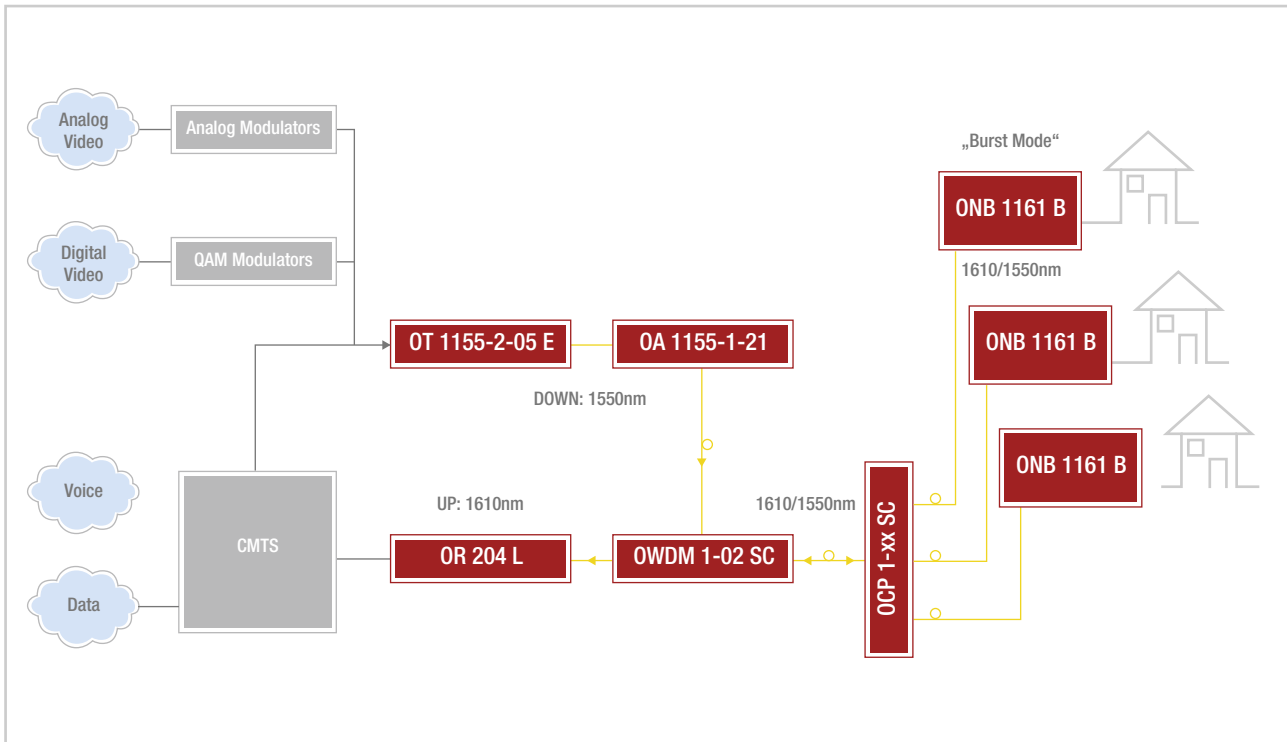 Analog
Video
Analog Modulators
Digital
Video
QAM Modulators
OT 1155-2-05 E
OA 1155-1-21
DOWN: 1550nm
„Burst Mode“
ONB 1161 B
1610/1550nm
ONB 1161 B
ONB 1161 B
Voice
Data
CMTS
UP: 1610nm
OR 204 L
OWDM 1-02 SC
1610/1550nm
OCP 1-xx SC